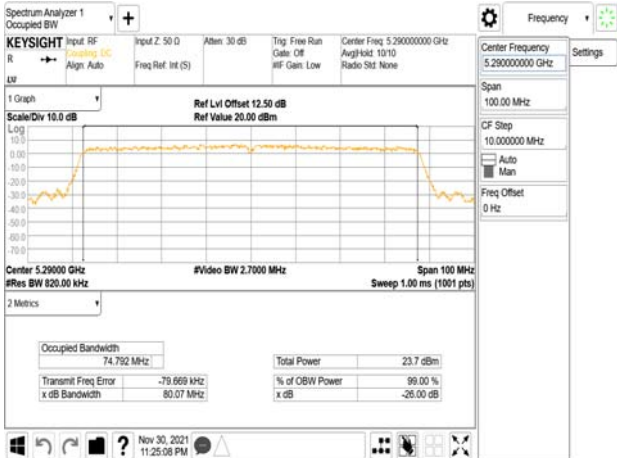 Spectrum Analyzer 1
Occupied BW
Frequency
KEYSIGHT
R
LXI
Input: RF
Coupling: DC
Align: Auto
Input Z: 50 Ω
Freq Ref: Int (S)
Atten: 30 dB
Trig: Free Run
Gate: Off
#IF Gain: Low
Center Freq: 5.290000000 GHz
Avg|Hold: 10/10
Radio Std: None
Center Frequency
5.290000000 GHz
Settings
Span
100.00 MHz
CF Step
10.000000 MHz
Auto
Man
Freq Offset
0 Hz
1 Graph
Scale/Div 10.0 dB
Ref Lvl Offset 12.50 dB
Ref Value 20.00 dBm
Log
10.0
0.00
-10.0
-20.0
-30.0
-40.0
-50.0
-60.0
-70.0
Center 5.29000 GHz
#Res BW 820.00 kHz
#Video BW 2.7000 MHz
Span 100 MHz
Sweep 1.00 ms (1001 pts)
2 Metrics
Occupied Bandwidth
74.792 MHz
Total Power 23.7 dBm
Transmit Freq Error -79.669 kHz
% of OBW Power 99.00 %
x dB Bandwidth 80.07 MHz
x dB -26.00 dB
?
Nov 30, 2021
11:25:08 PM